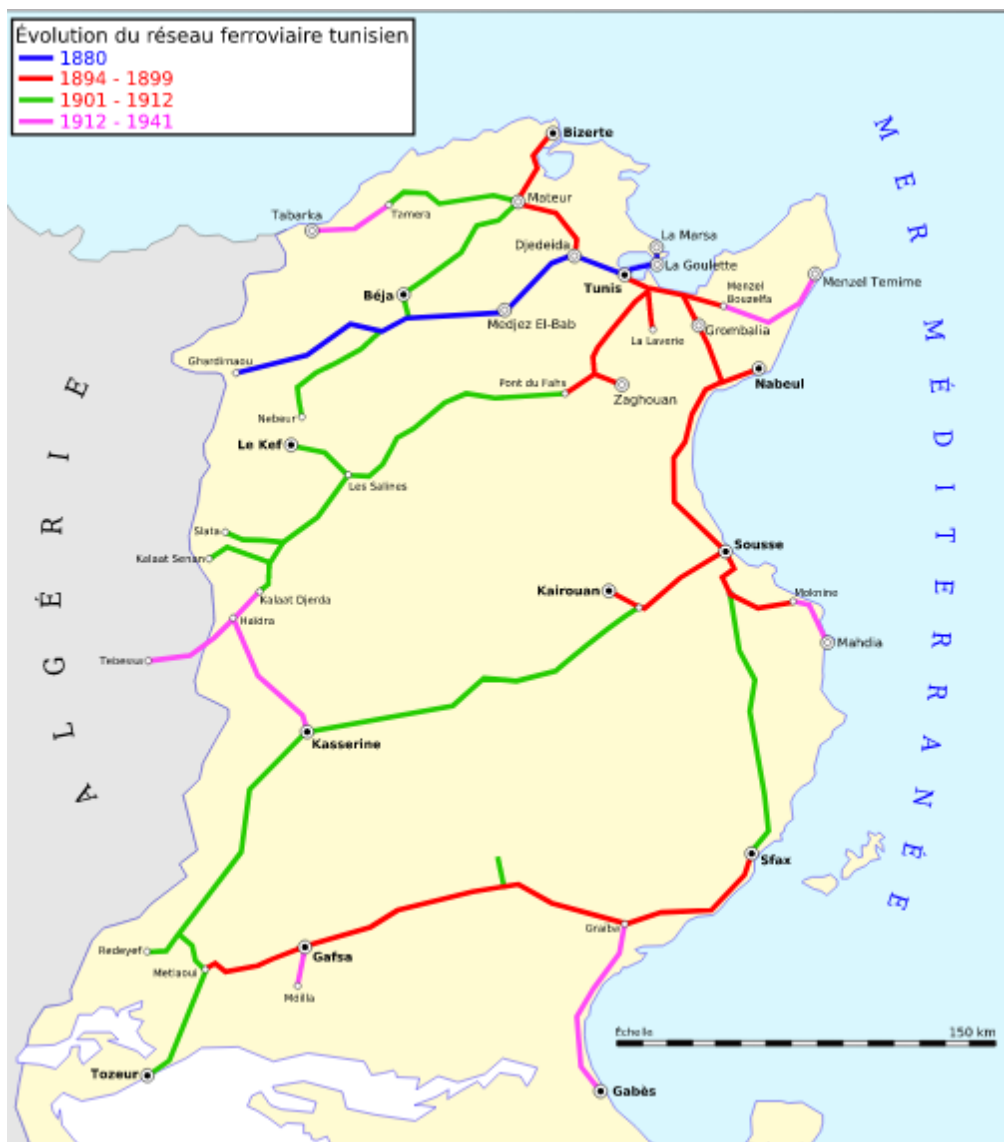 Évolution du réseau ferroviaire tunisien
1880
1894 - 1899
1901 - 1912
1912 - 1941
MER MÉDITERRANÉE
ALGÉRIE
Bizerte
Mateur
Tamera
Tabarka
La Marsa
Djedeida
La Goulette
Tunis
Menzel
Bouzelfa
Menzel Temime
Béja
Medjez El-Bab
Grombalia
La Laverie
Ghardimaou
Pont du Fahs
Zaghouan
Nabeul
Nebeur
Le Kef
Les Salines
Slata
Kalaat Senan
Sousse
Kairouan
Kalaat Djerda
Moknine
Haidra
Mahdia
Tebessa
Kasserine
Sfax
Graiba
Redeyef
Gafsa
Metlaoui
Mdilla
Échelle
150 km
Tozeur
Gabès